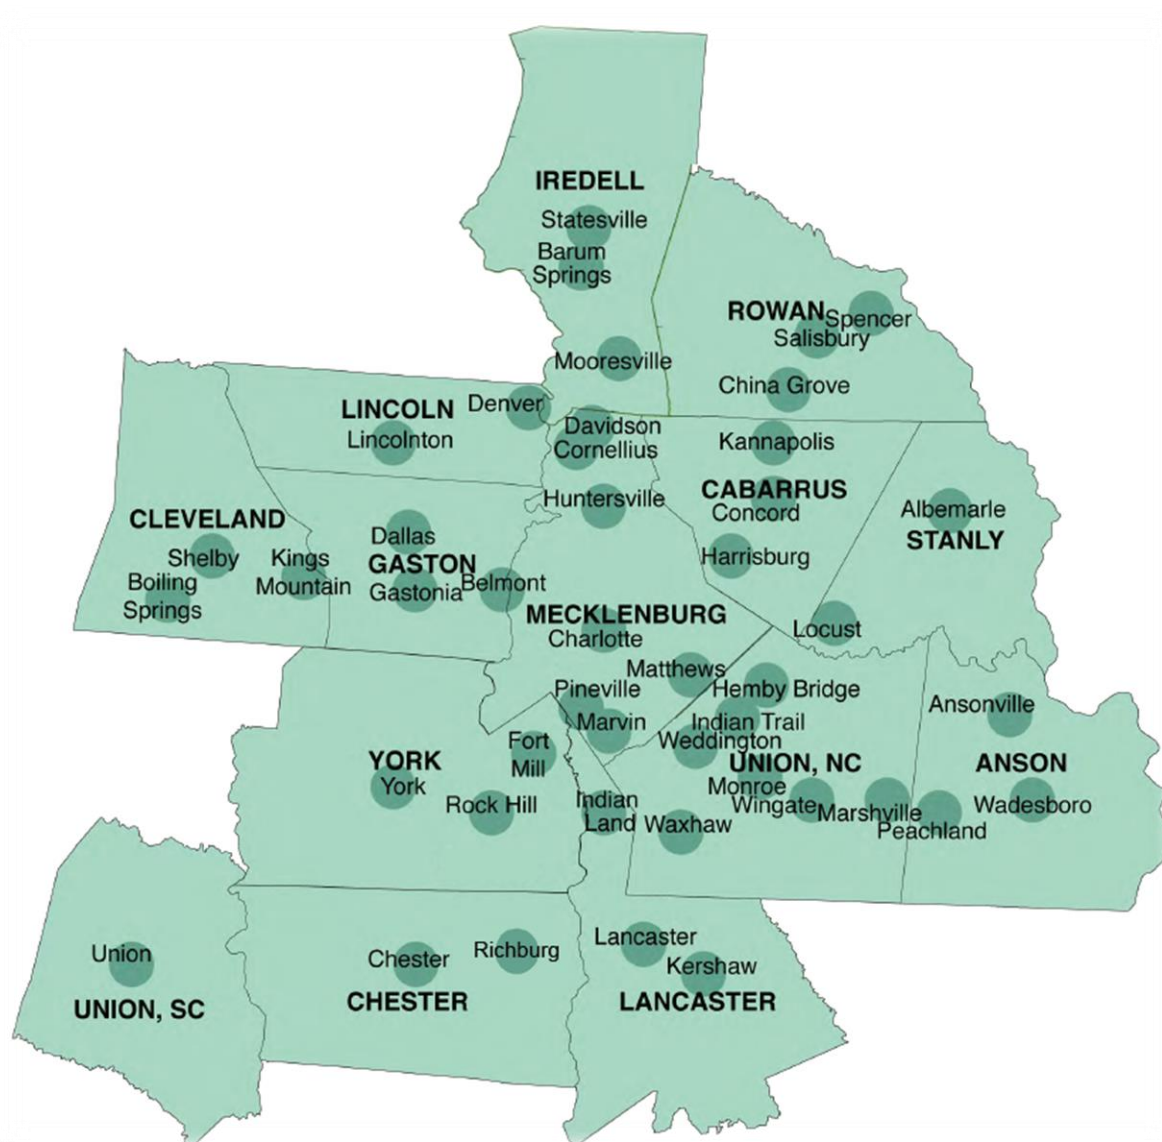 IREDELL
Statesville
Barum
Springs
Mooresville
ROWAN
Spencer
Salisbury
China Grove
LINCOLN
Denver
Lincolnton
Davidson
Cornellius
Huntersville
Kannapolis
CABARRUS
Concord
Harrisburg
Albemarle
STANLY
Locust
CLEVELAND
Shelby
Boiling
Springs
Kings
Mountain
Dallas
GASTON
Gastonia
Belmont
MECKLENBURG
Charlotte
Matthews
Pineville
Marvin
Hemby Bridge
Indian Trail
Weddington
UNION, NC
Monroe
Wingate
Marshville
Peachland
Waxhaw
Ansonville
ANSON
Wadesboro
YORK
York
Fort
Mill
Rock Hill
Indian
Land
Union
UNION, SC
Chester
Richburg
CHESTER
Lancaster
Kershaw
LANCASTER